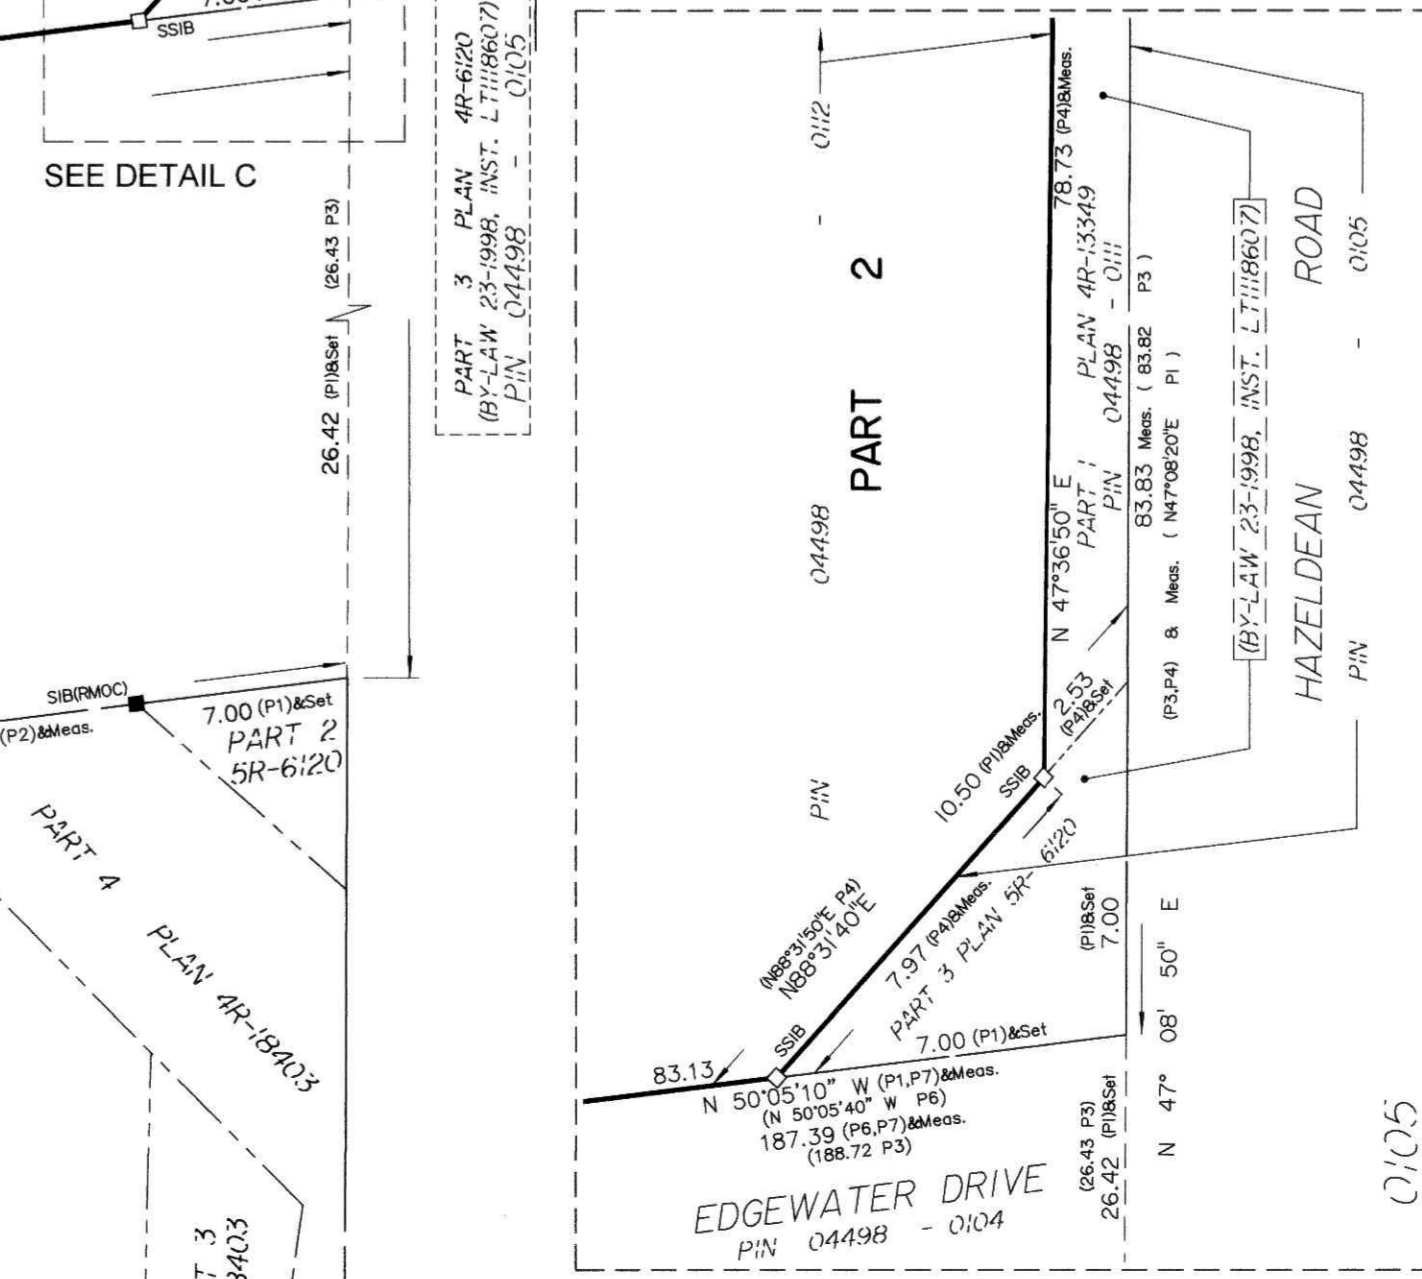 SSIB
SEE DETAIL C
26.42 (P1)&Set (26.43 P3)
PART 3 PLAN 4R-6120
(BY-LAW 23-1998, INST. LT1118607)
PIN 04498 - 0105
SIB(RMOC)
(P2)&Meas.
7.00 (P1)&Set
PART 2
5R-6120
PART 4 PLAN 4R-18403
PIN 04498 - 0112
PART 2
78.73 (P4)&Meas.
N 47°36'50" E
PART 1 PLAN 4R-13349
PIN 04498 - 0111
83.83 Meas. ( 83.82 P3 )
(P3,P4) & Meas. ( N47°08'20"E P1 )
(BY-LAW 23-1998, INST. LT1118607)
HAZELDEAN ROAD
PIN 04498 - 0105
10.50 (P1)&Meas.
2.53
(P4)&Set
SSIB
(N88°31'50"E P4)
N88°31'40"E
7.97 (P4)&Meas.
PART 3 PLAN 5R-6120
SSIB
(P1)&Set
7.00
7.00 (P1)&Set
83.13
N 50°05'10" W (P1,P7)&Meas.
(N 50°05'40" W P6)
187.39 (P6,P7)&Meas.
(188.72 P3)
EDGEWATER DRIVE
PIN 04498 - 0104
(26.43 P3)
26.42 (P1)&Set
N 47° 08' 50" E
0105